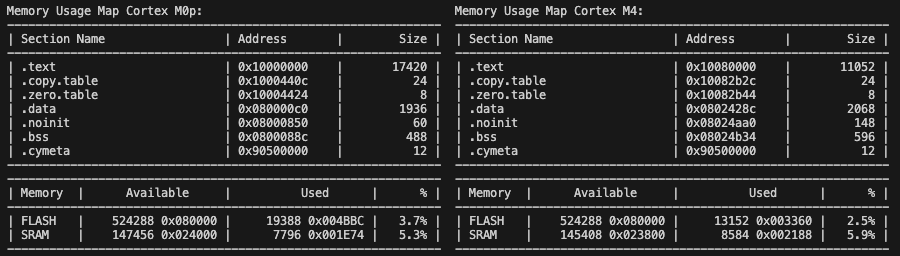 Memory Usage Map Cortex M0p:
| Section Name | Address | Size |
| .text | 0x10000000 | 17420 |
| .copy.table | 0x1000440c | 24 |
| .zero.table | 0x10004424 | 8 |
| .data | 0x080000c0 | 1936 |
| .noinit | 0x08000850 | 60 |
| .bss | 0x0800088c | 488 |
| .cymeta | 0x90500000 | 12 |
| Memory | Available | Used | % |
| FLASH | 524288 0x080000 | 19388 0x004BBC | 3.7% |
| SRAM | 147456 0x024000 | 7796 0x001E74 | 5.3% |
Memory Usage Map Cortex M4:
| Section Name | Address | Size |
| .text | 0x10080000 | 11052 |
| .copy.table | 0x10082b2c | 24 |
| .zero.table | 0x10082b44 | 8 |
| .data | 0x0802428c | 2068 |
| .noinit | 0x08024aa0 | 148 |
| .bss | 0x08024b34 | 596 |
| .cymeta | 0x90500000 | 12 |
| Memory | Available | Used | % |
| FLASH | 524288 0x080000 | 13152 0x003360 | 2.5% |
| SRAM | 145408 0x023800 | 8584 0x002188 | 5.9% |